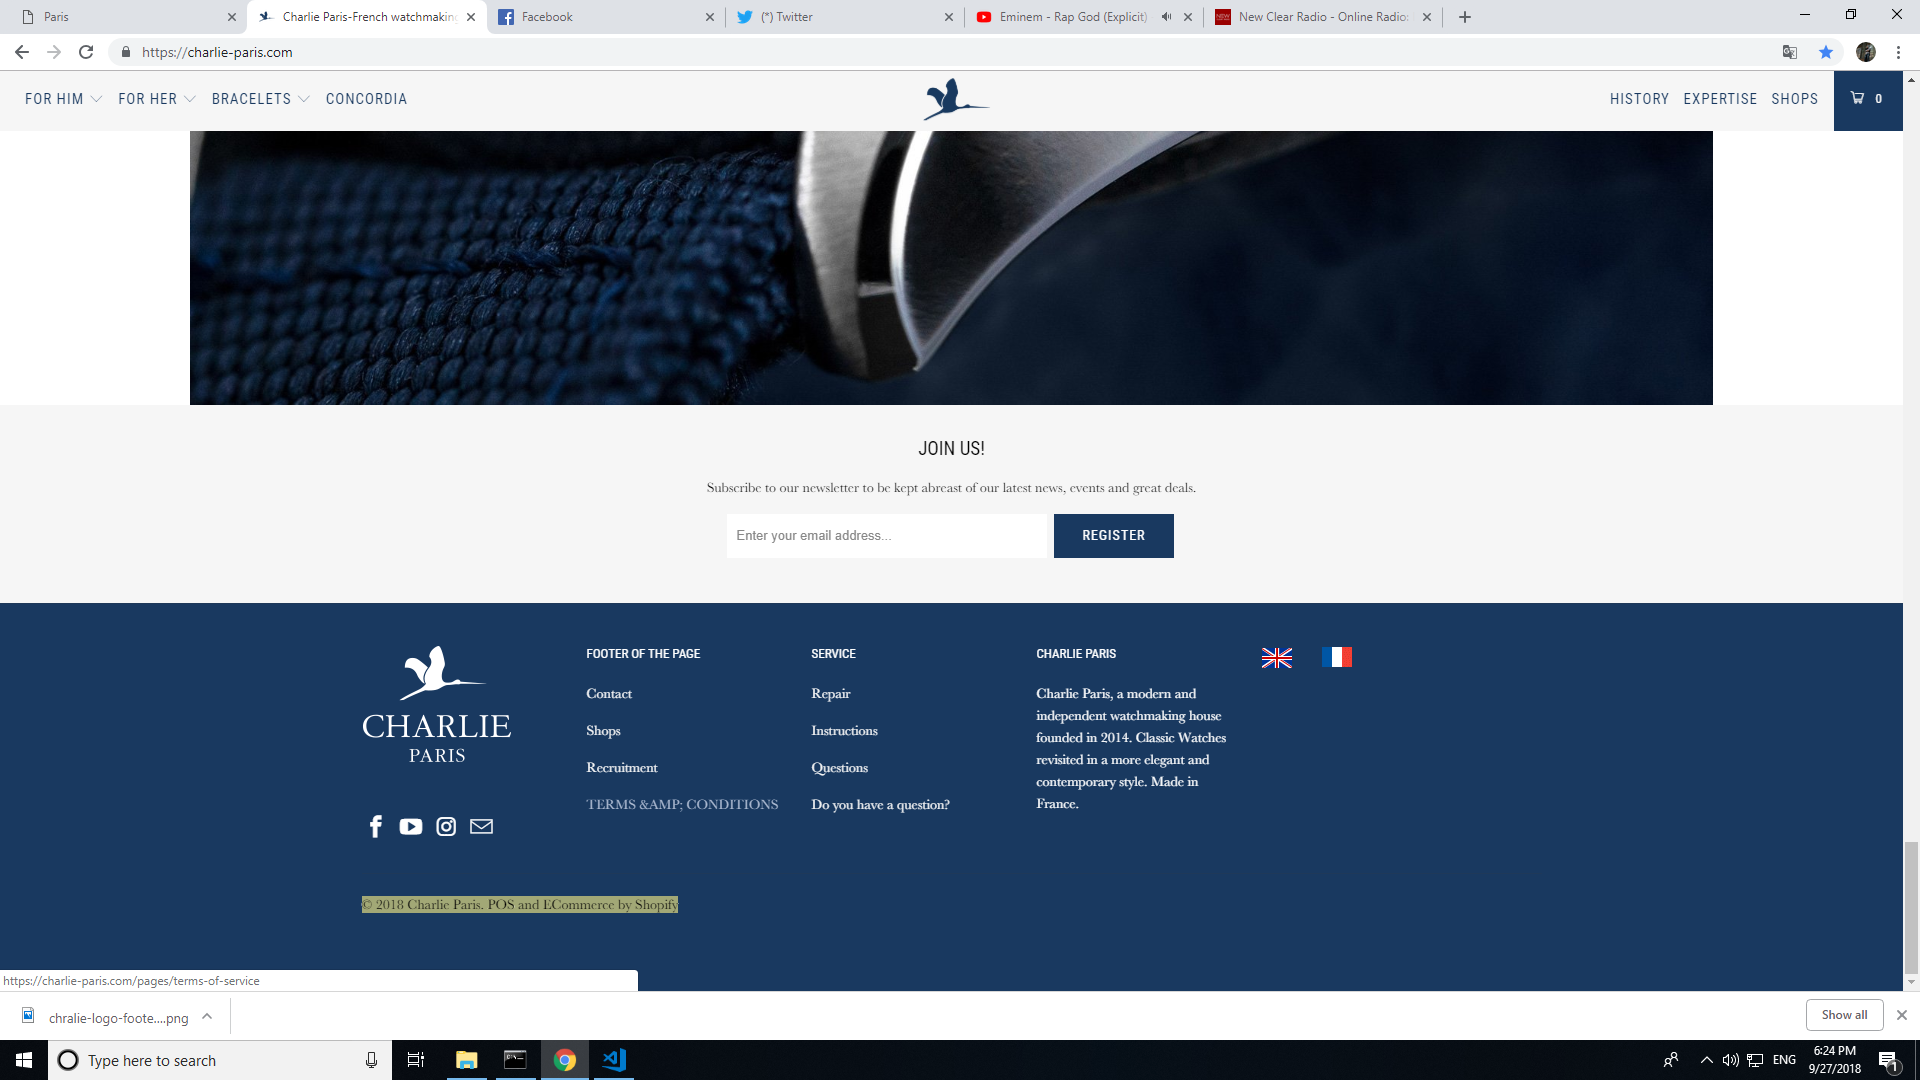 Paris
Charlie Paris-French watchmaking
Facebook
(*) Twitter
Eminem - Rap God (Explicit)
New Clear Radio - Online Radio:
https://charlie-paris.com
FOR HIM FOR HER BRACELETS CONCORDIA
HISTORY EXPERTISE SHOPS 0
JOIN US!
Subscribe to our newsletter to be kept abreast of our latest news, events and great deals.
Enter your email address... REGISTER
CHARLIE
PARIS
FOOTER OF THE PAGE
Contact
Shops
Recruitment
TERMS &AMP; CONDITIONS
SERVICE
Repair
Instructions
Questions
Do you have a question?
CHARLIE PARIS
Charlie Paris, a modern and
independent watchmaking house
founded in 2014. Classic Watches
revisited in a more elegant and
contemporary style. Made in
France.
© 2018 Charlie Paris. POS and ECommerce by Shopify
https://charlie-paris.com/pages/terms-of-service
chralie-logo-foote....png
Show all
Type here to search
ENG
6:24 PM
9/27/2018
1